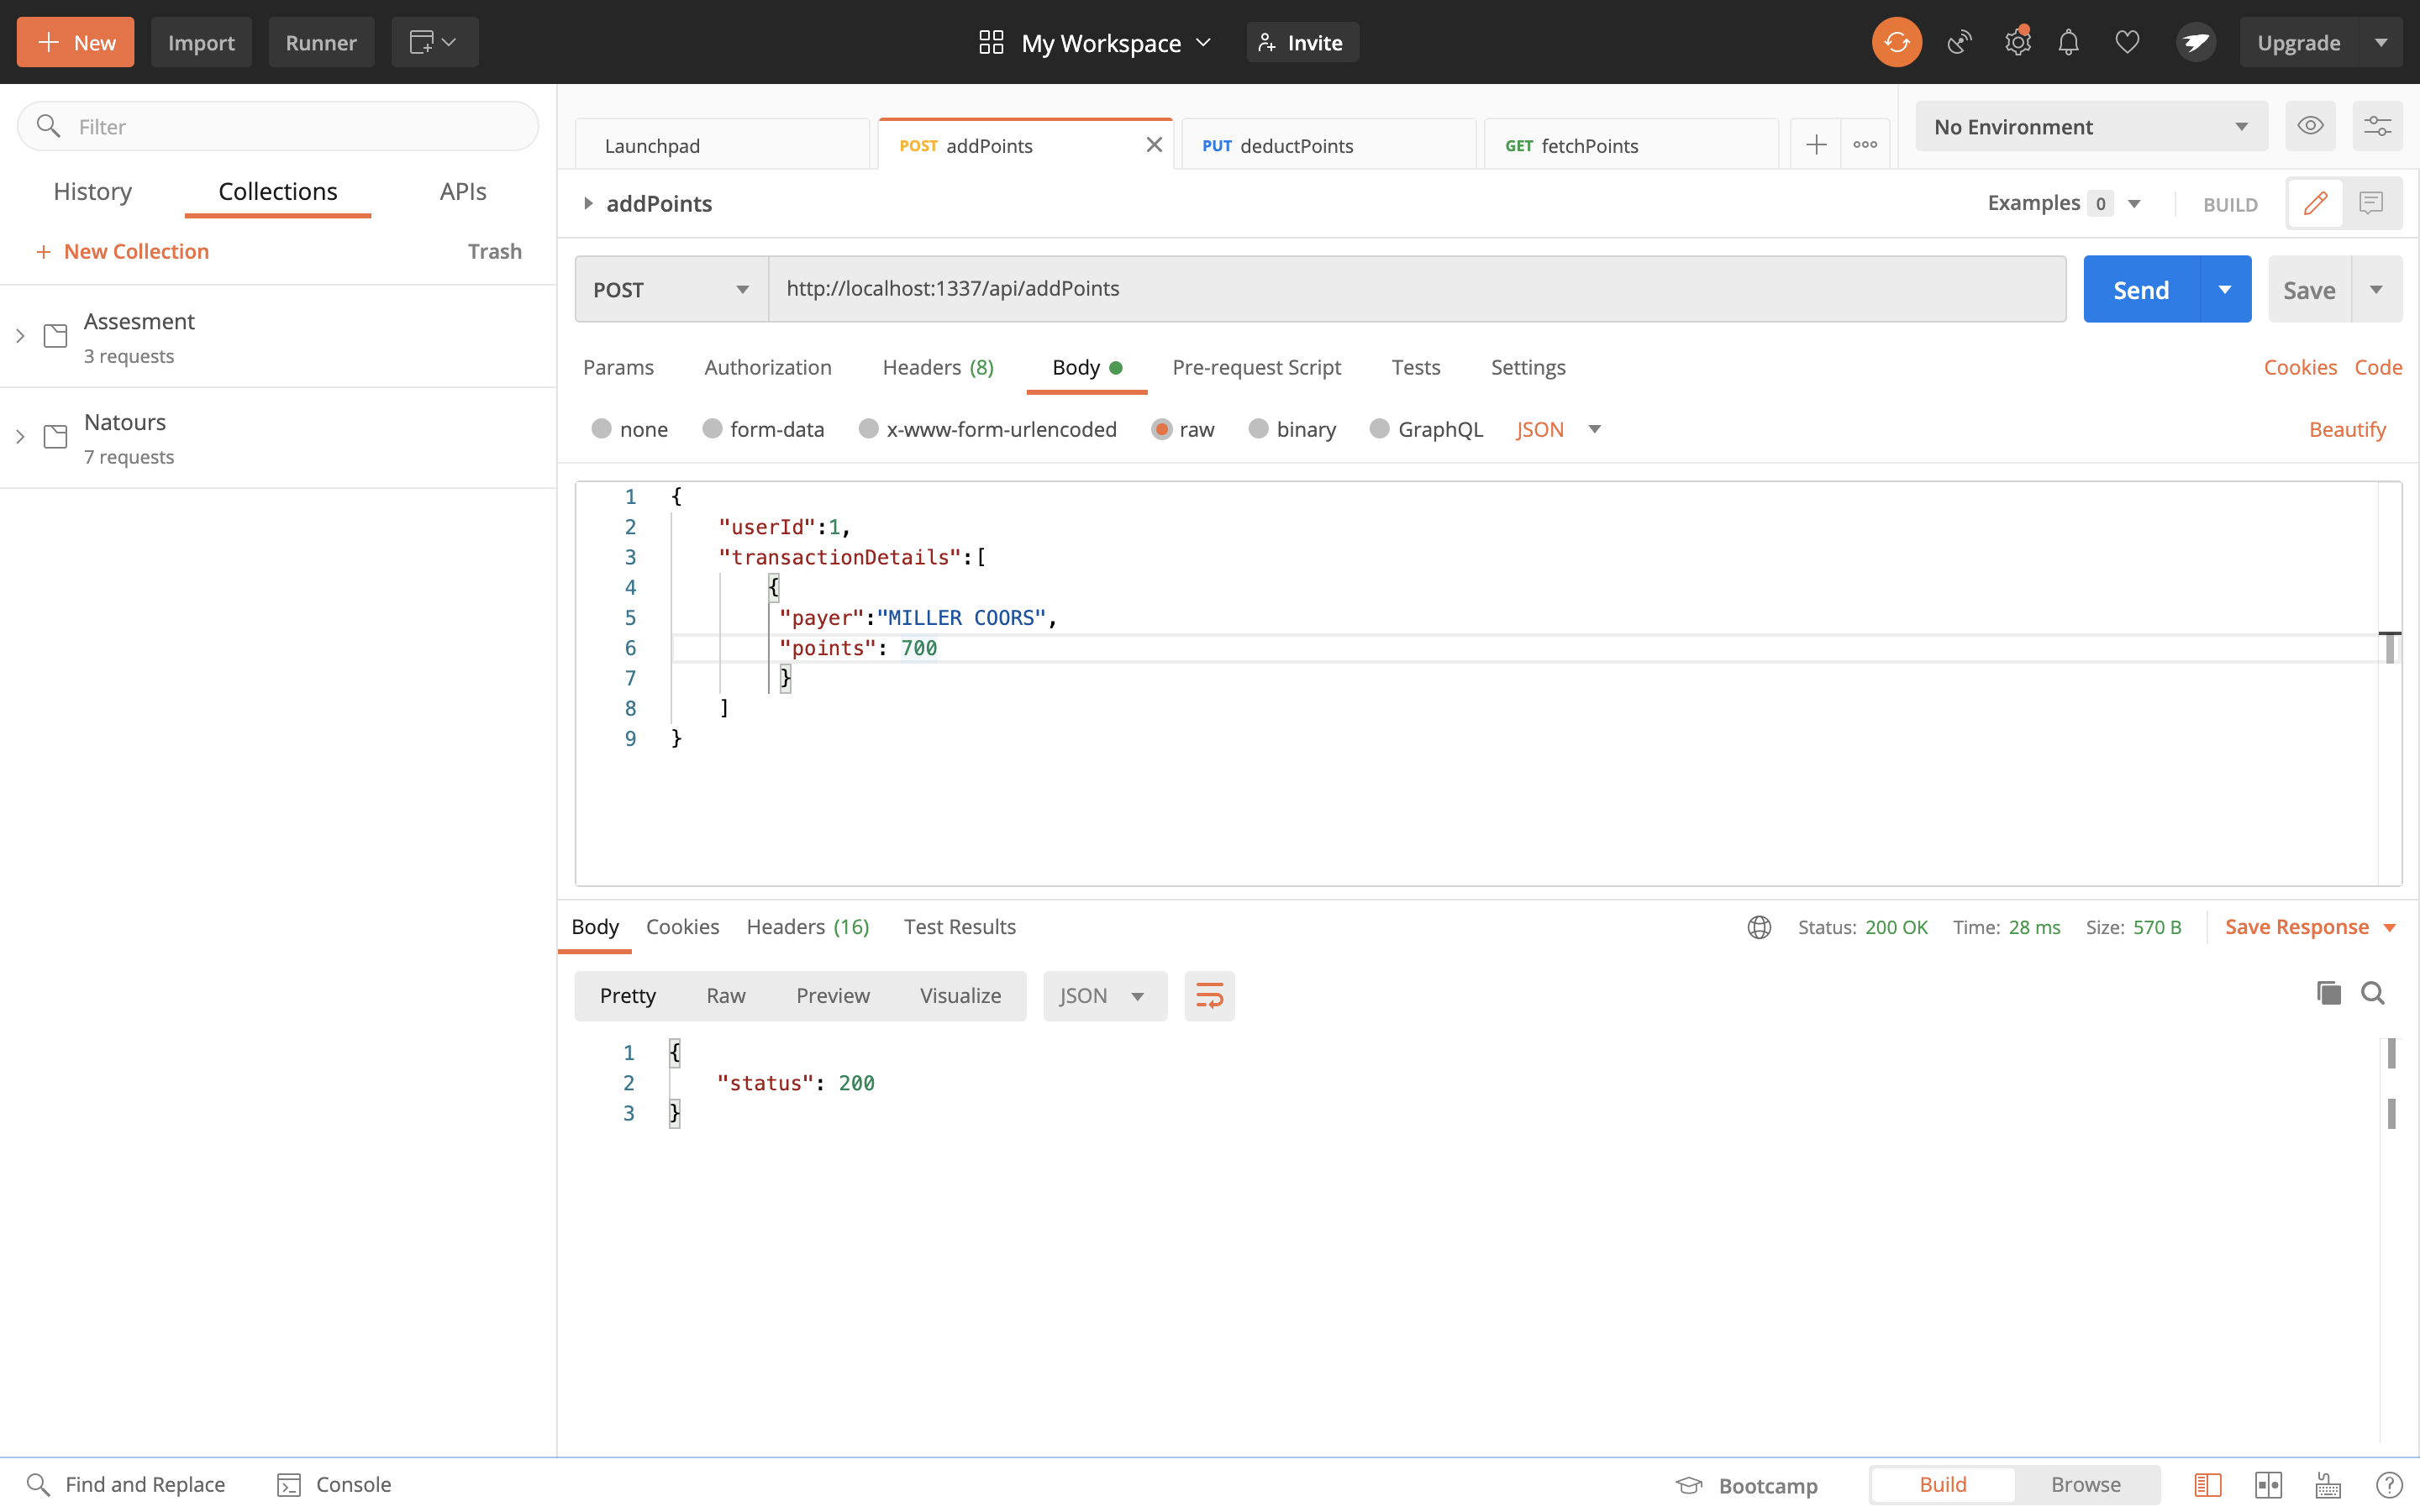 New Import Runner My Workspace Invite Upgrade
Filter
History Collections APIs
+ New Collection Trash
Assesment
3 requests
Natours
7 requests
Launchpad POST addPoints PUT deductPoints GET fetchPoints No Environment
addPoints Examples 0 BUILD
POST http://localhost:1337/api/addPoints Send Save
Params Authorization Headers (8) Body Pre-request Script Tests Settings Cookies Code
none form-data x-www-form-urlencoded raw binary GraphQL JSON Beautify
1 {
2 "userId":1,
3 "transactionDetails":[
4 {
5 "payer":"MILLER COORS",
6 "points": 700
7 }
8 ]
9 }
Body Cookies Headers (16) Test Results Status: 200 OK Time: 28 ms Size: 570 B Save Response
Pretty Raw Preview Visualize JSON
1 {
2 "status": 200
3 }
Find and Replace Console Bootcamp Build Browse